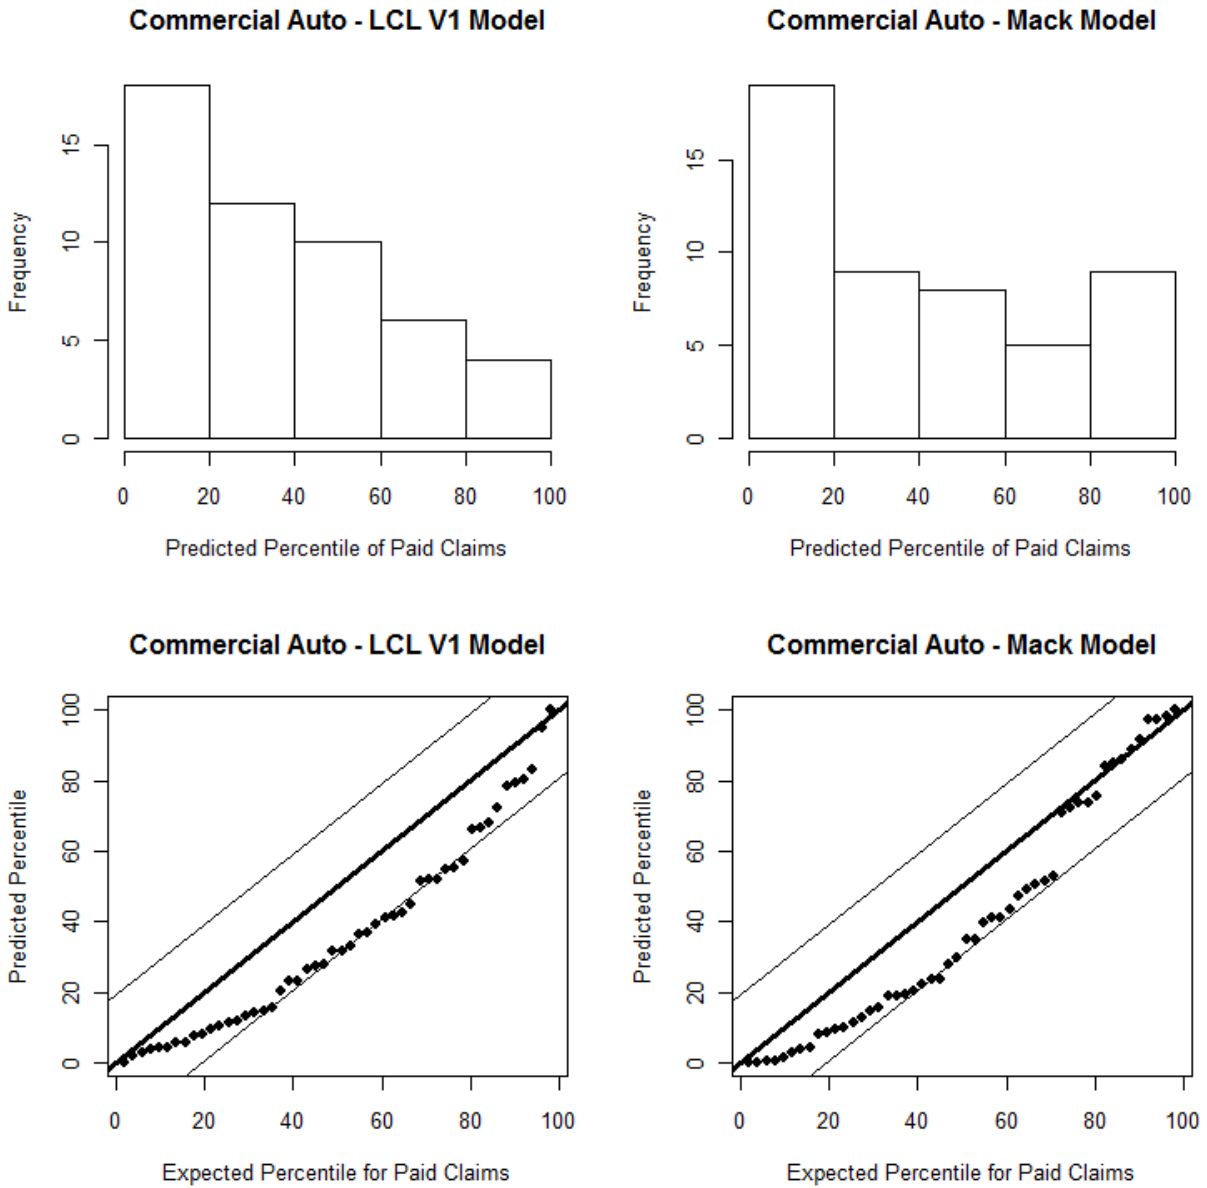 Commercial Auto - LCL V1 Model
Frequency
15
10
5
0
0 20 40 60 80 100
Predicted Percentile of Paid Claims
Commercial Auto - Mack Model
Frequency
15
10
5
0
0 20 40 60 80 100
Predicted Percentile of Paid Claims
Commercial Auto - LCL V1 Model
Predicted Percentile
100
80
60
40
20
0
0 20 40 60 80 100
Expected Percentile for Paid Claims
Commercial Auto - Mack Model
Predicted Percentile
100
80
60
40
20
0
0 20 40 60 80 100
Expected Percentile for Paid Claims